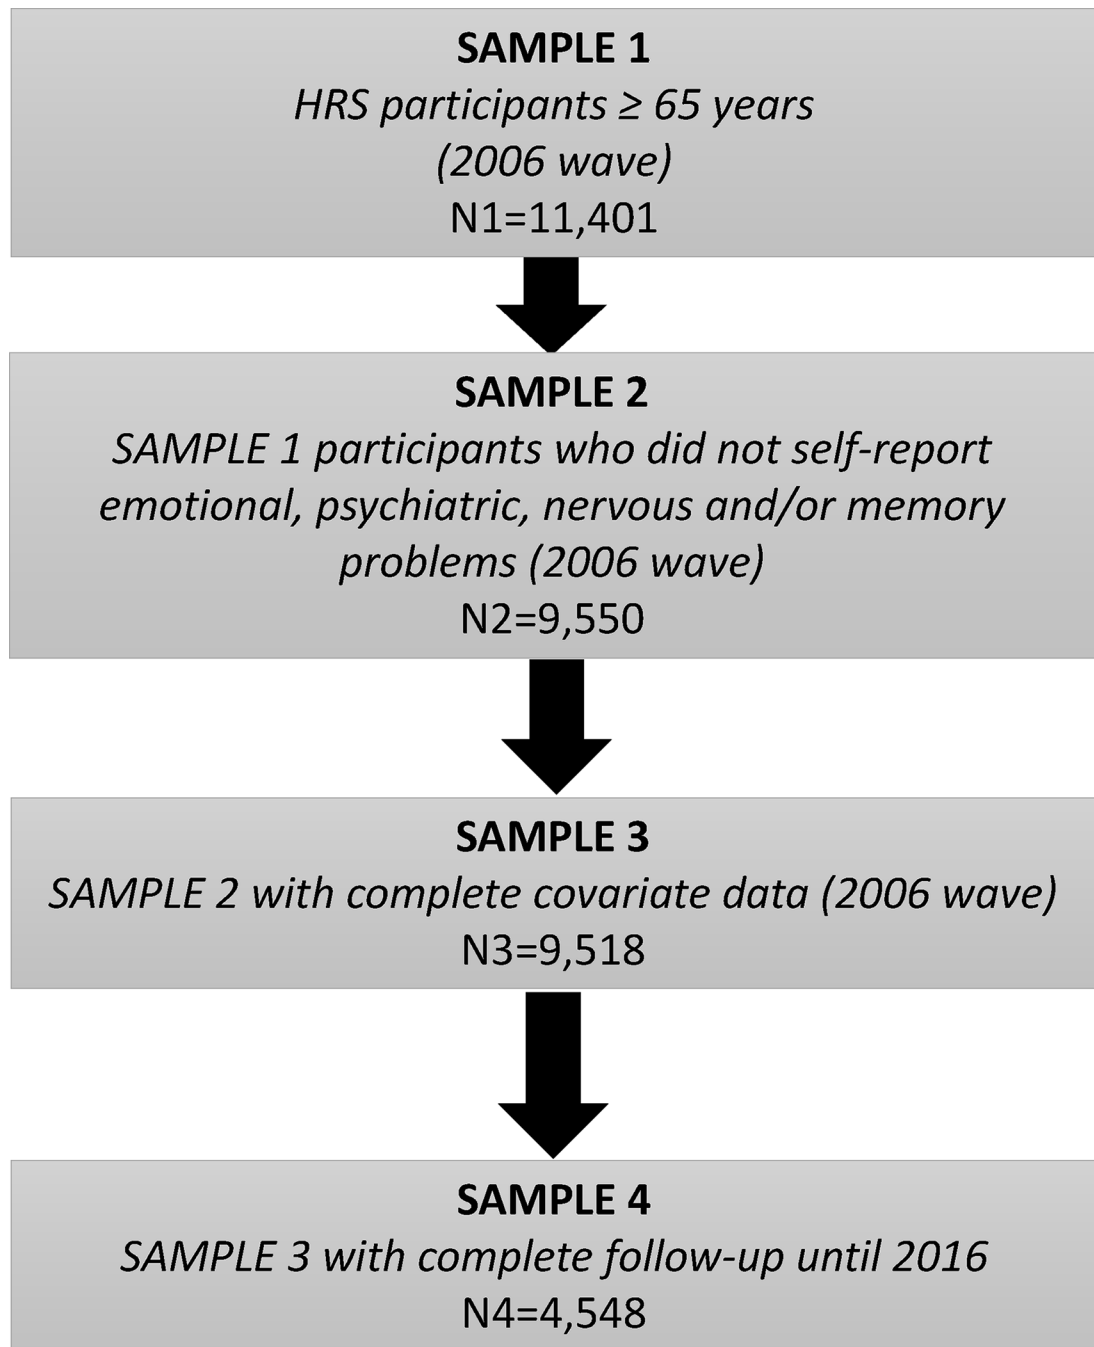 SAMPLE 1
HRS participants ≥ 65 years
(2006 wave)
N1=11,401
SAMPLE 2
SAMPLE 1 participants who did not self-report
emotional, psychiatric, nervous and/or memory
problems (2006 wave)
N2=9,550
SAMPLE 3
SAMPLE 2 with complete covariate data (2006 wave)
N3=9,518
SAMPLE 4
SAMPLE 3 with complete follow-up until 2016
N4=4,548